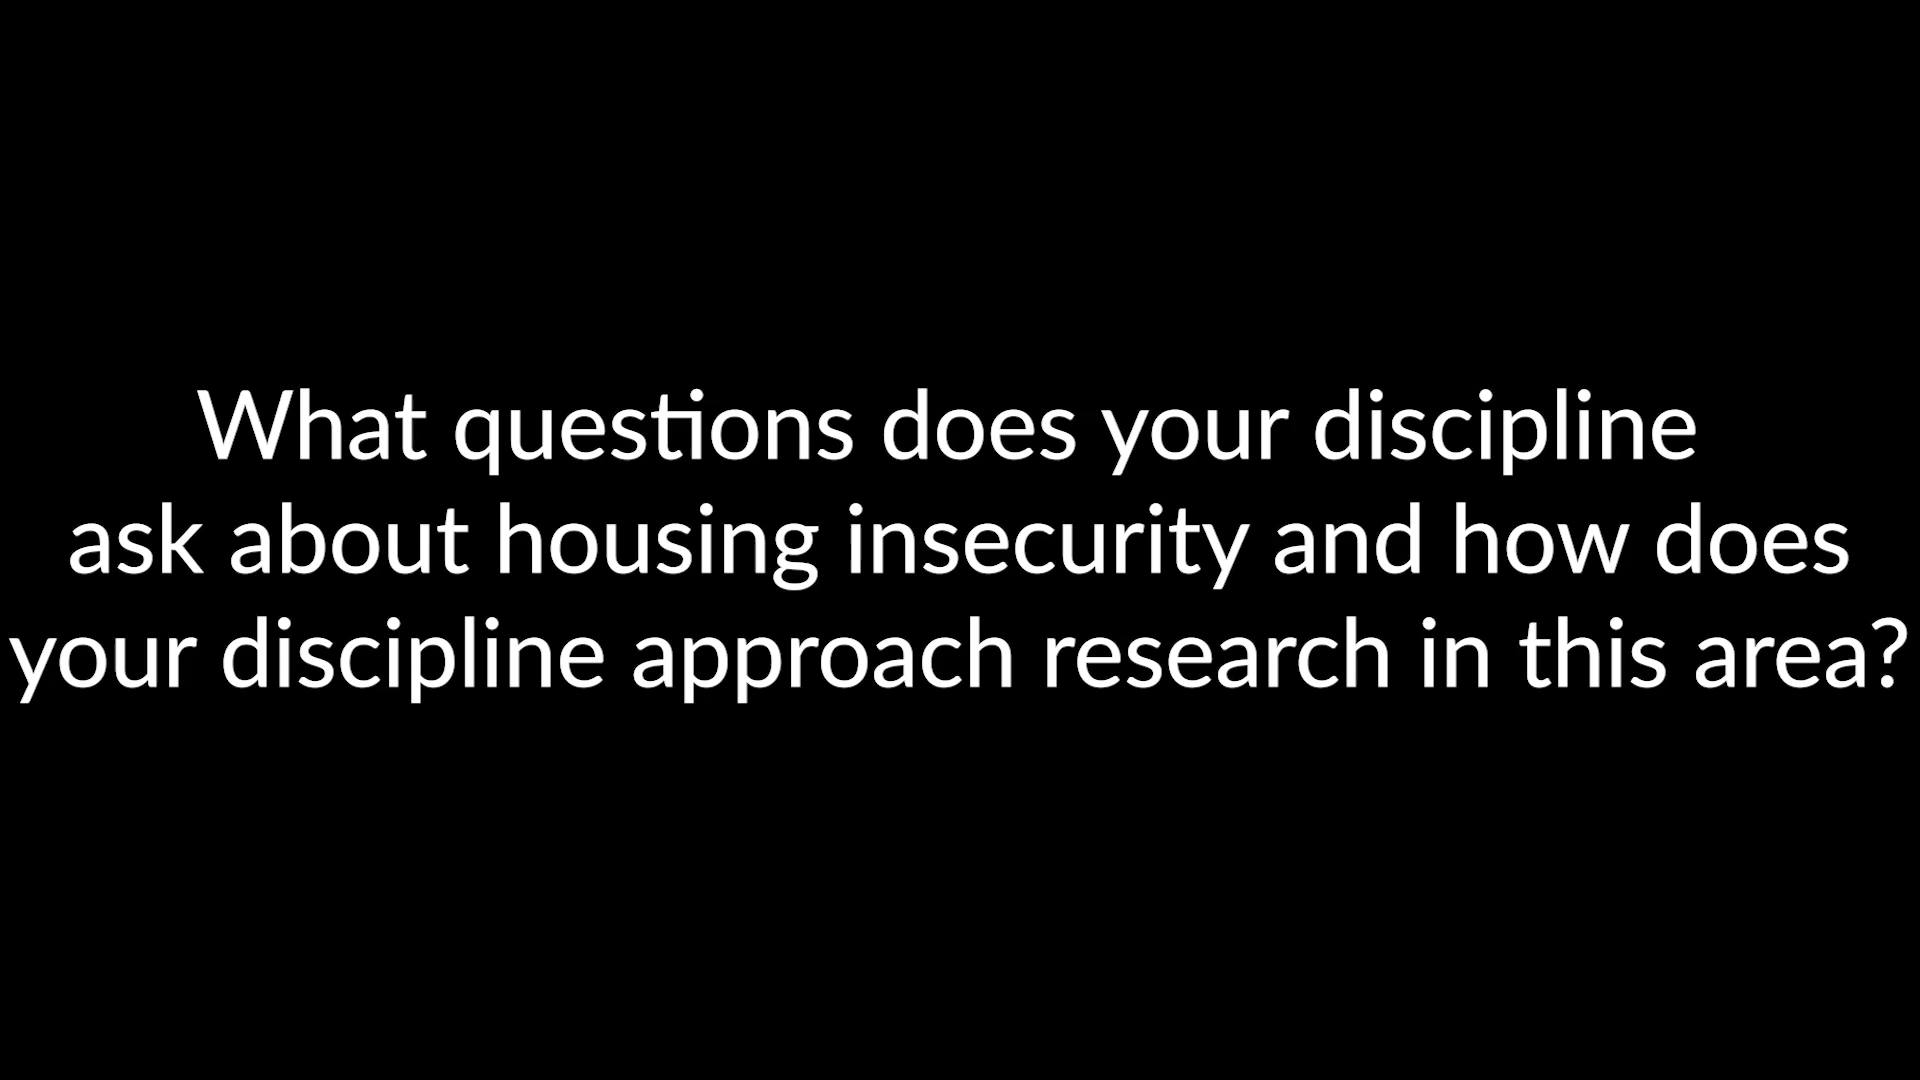 What questions does your discipline
ask about housing insecurity and how does
your discipline approach research in this area?